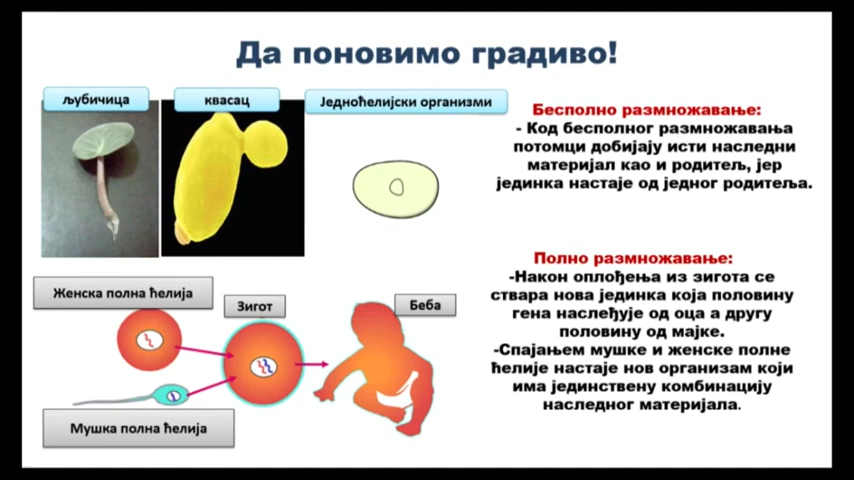 Да поновимо градиво!
љубичица
квасац
Једноћелијски организми
Бесполно размножавање:
- Код бесполног размножавања
потомци добијају исти наследни
материјал као и родитељ, јер
јединка настаје од једног родитеља.
Женска полна ћелија
Зигот
Беба
Мушка полна ћелија
Полно размножавање:
-Након оплођења из зигота се
ствара нова јединка која половину
гена наслеђује од оца а другу
половину од мајке.
-Спајањем мушке и женске полне
ћелије настаје нов организам који
има јединствену комбинацију
наследног материјала.